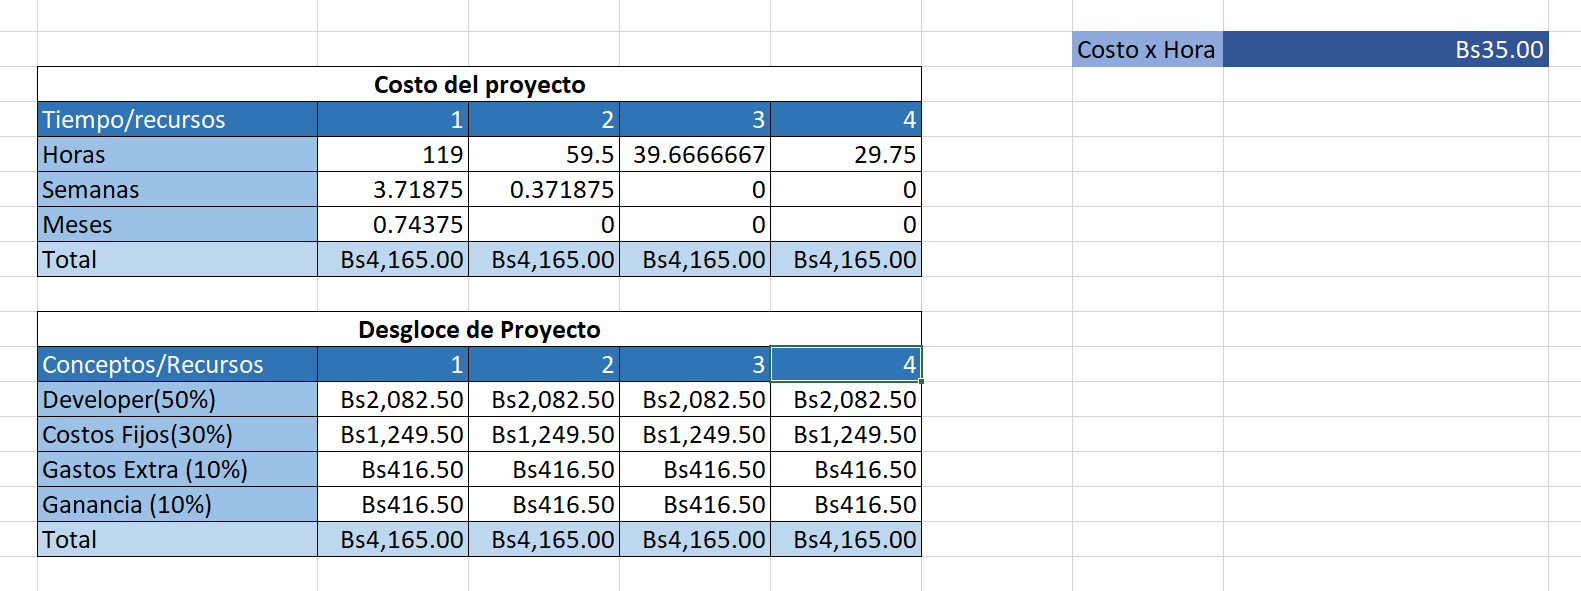 Costo x Hora Bs35.00
Costo del proyecto
Tiempo/recursos 1 2 3 4
Horas 119 59.5 39.6666667 29.75
Semanas 3.71875 0.371875 0 0
Meses 0.74375 0 0 0
Total Bs4,165.00 Bs4,165.00 Bs4,165.00 Bs4,165.00
Desgloce de Proyecto
Conceptos/Recursos 1 2 3 4
Developer(50%) Bs2,082.50 Bs2,082.50 Bs2,082.50 Bs2,082.50
Costos Fijos(30%) Bs1,249.50 Bs1,249.50 Bs1,249.50 Bs1,249.50
Gastos Extra (10%) Bs416.50 Bs416.50 Bs416.50 Bs416.50
Ganancia (10%) Bs416.50 Bs416.50 Bs416.50 Bs416.50
Total Bs4,165.00 Bs4,165.00 Bs4,165.00 Bs4,165.00